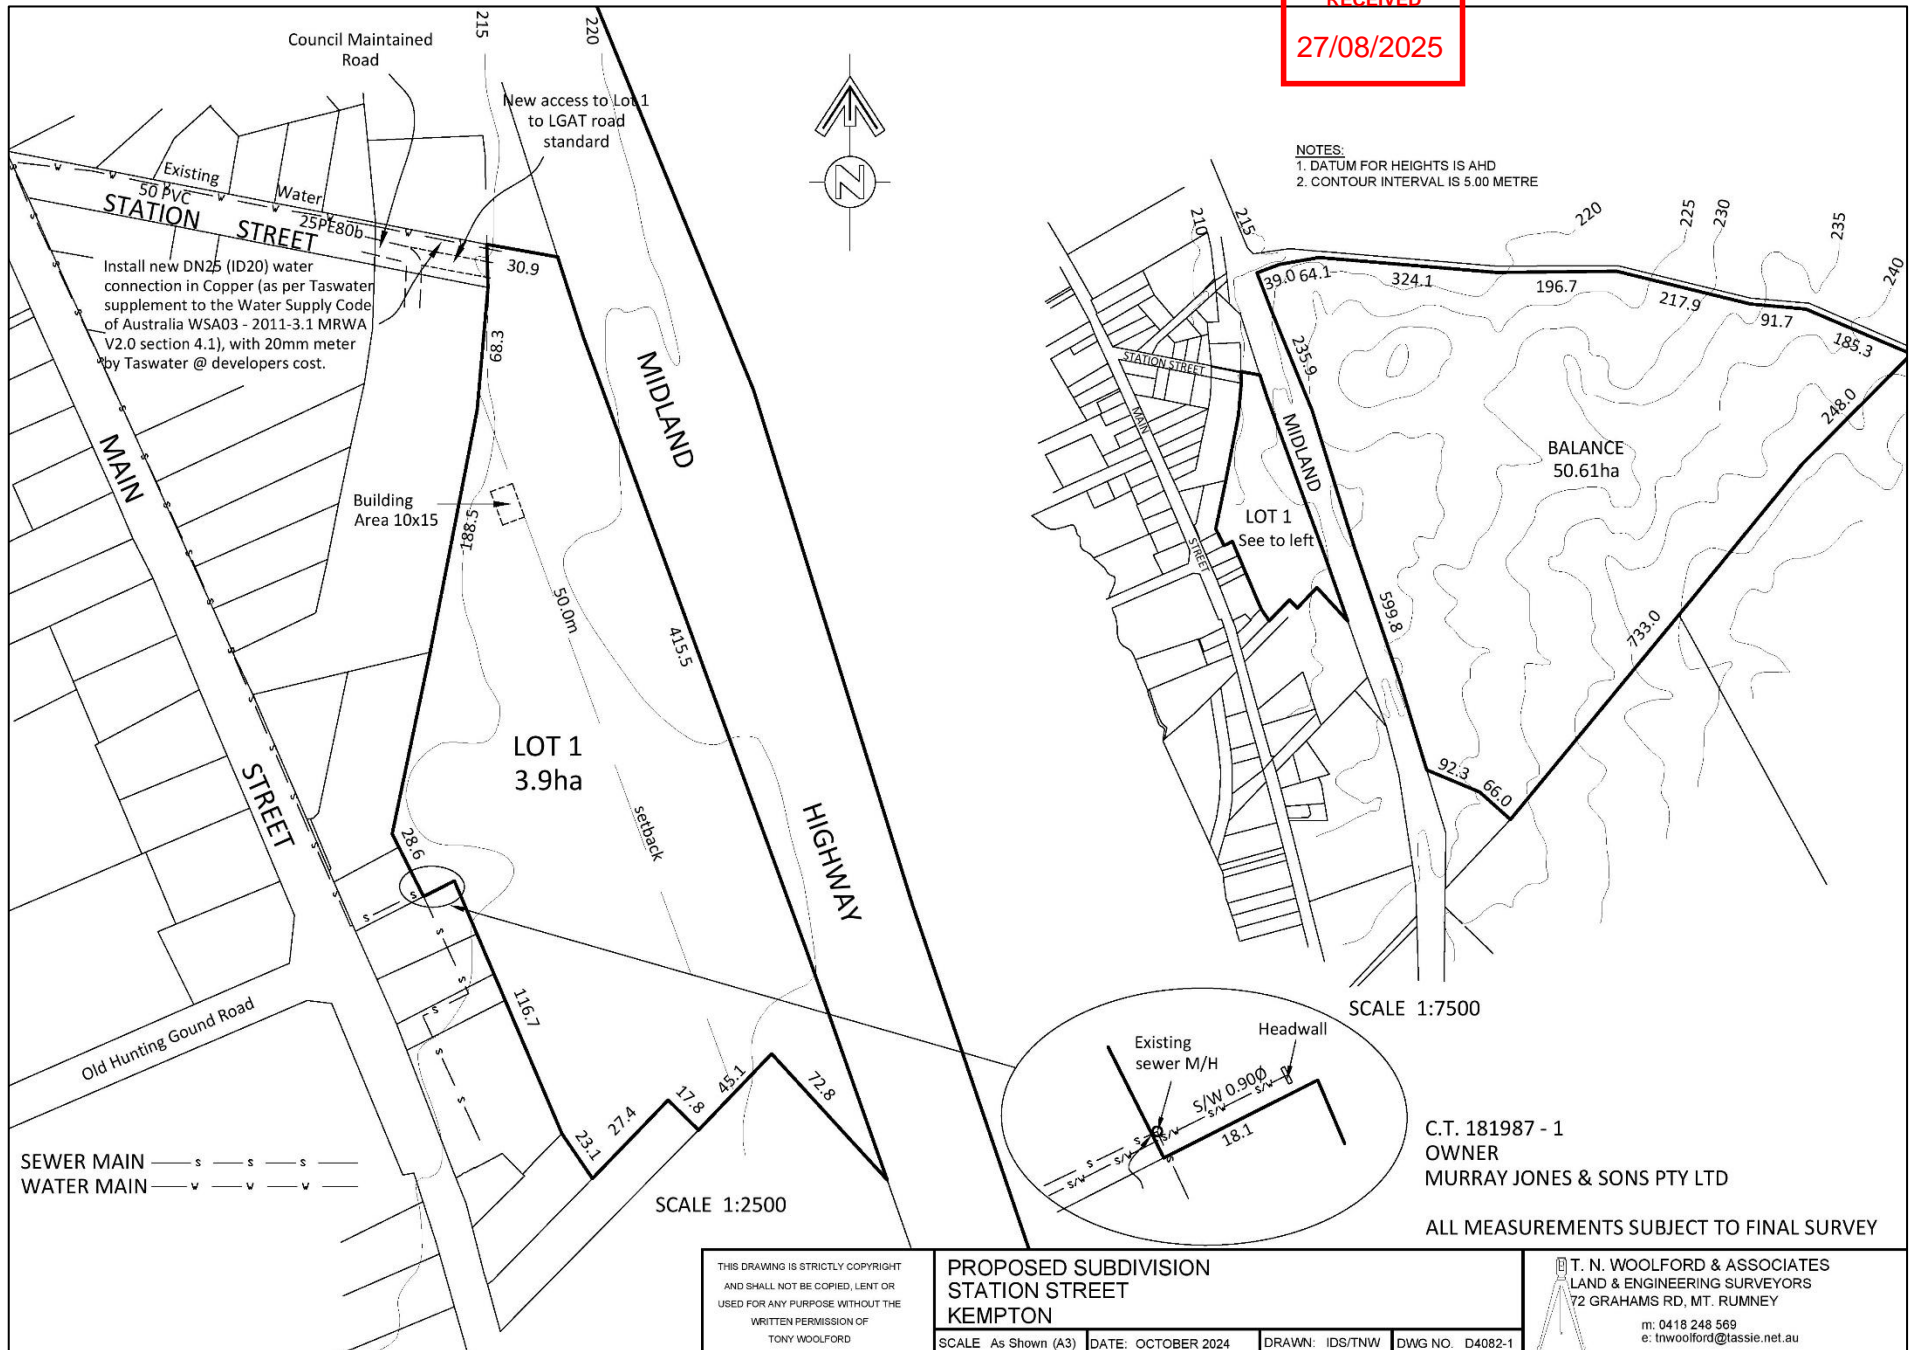 RECEIVED
27/08/2025
215
220
Council Maintained
Road
New access to Lot 1
to LGAT road
standard
Existing
Water
50 PVC
25PE80b
STATION
STREET
30.9
Install new DN25 (ID20) water
connection in Copper (as per Taswater
supplement to the Water Supply Code
of Australia WSA03 - 2011-3.1 MRWA
V2.0 section 4.1), with 20mm meter
by Taswater @ developers cost.
68.3
MIDLAND
HIGHWAY
MAIN
STREET
Building
Area 10x15
188.5
50.0m
setback
415.5
LOT 1
3.9ha
28.6
116.7
23.1
27.4
17.8
45.1
72.8
Old Hunting Gound Road
SEWER MAIN
s s s
WATER MAIN
SCALE 1:2500
N
NOTES:
1. DATUM FOR HEIGHTS IS AHD
2. CONTOUR INTERVAL IS 5.00 METRE
210
215
220
225
230
235
240
39.0
64.1
324.1
196.7
217.9
91.7
185.3
235.9
248.0
STATION STREET
MAIN
STREET
MIDLAND
BALANCE
50.61ha
LOT 1
See to left
599.8
733.0
92.3
66.0
SCALE 1:7500
Existing
sewer M/H
Headwall
S/W 0.90Ø
S/W
18.1
C.T. 181987 - 1
OWNER
MURRAY JONES & SONS PTY LTD
ALL MEASUREMENTS SUBJECT TO FINAL SURVEY
THIS DRAWING IS STRICTLY COPYRIGHT
AND SHALL NOT BE COPIED, LENT OR
USED FOR ANY PURPOSE WITHOUT THE
WRITTEN PERMISSION OF
TONY WOOLFORD
PROPOSED SUBDIVISION
STATION STREET
KEMPTON
SCALE As Shown (A3)
DATE: OCTOBER 2024
DRAWN: IDS/TNW
DWG NO. D4082-1
T. N. WOOLFORD & ASSOCIATES
LAND & ENGINEERING SURVEYORS
72 GRAHAMS RD, MT. RUMNEY
m: 0418 248 569
e: tnwoolford@tassie.net.au